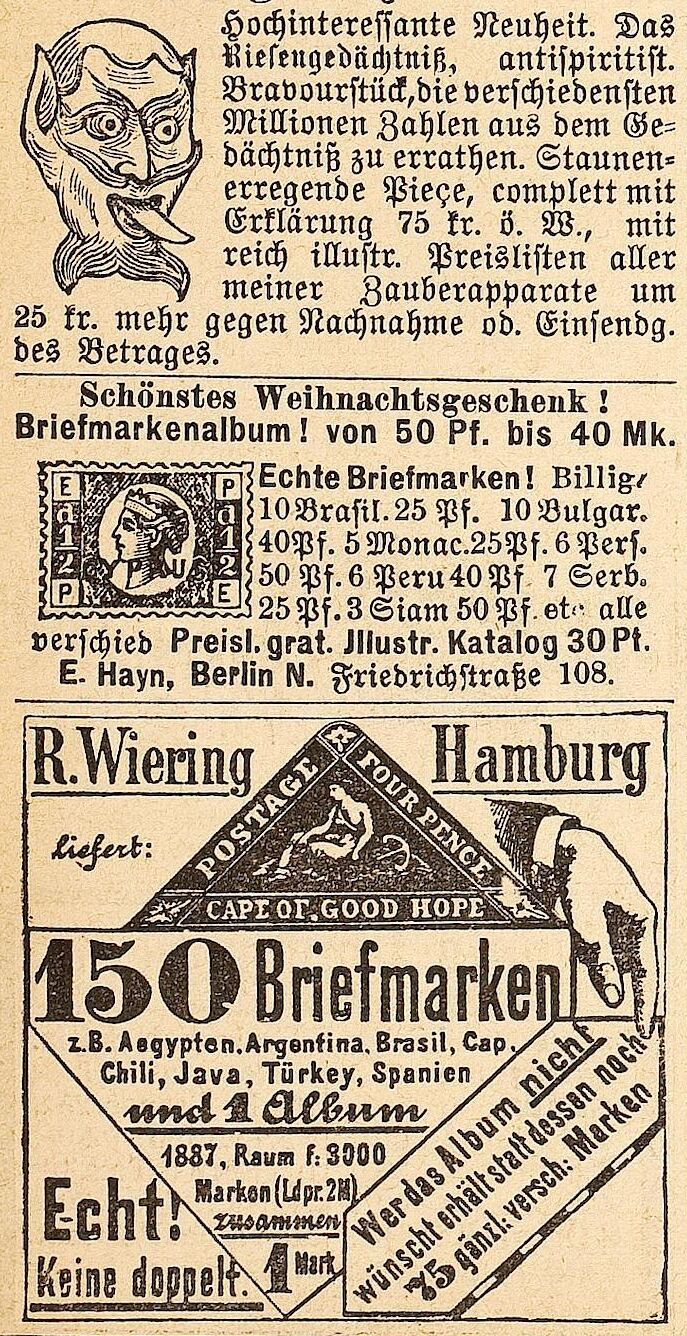 Hochinteressante Neuheit. Das
Riesengedächtniß, antispiritist.
Bravourstück, die verschiedensten
Millionen Zahlen aus dem Ge-
dächtniß zu errathen. Staunen-
erregende Pieçe, complett mit
Erklärung 75 kr. ö. W., mit
reich illustr. Preislisten aller
meiner Zauberapparate um
25 kr. mehr gegen Nachnahme od. Einsendg.
des Betrages.
Schönstes Weihnachtsgeschenk!
Briefmarkenalbum! von 50 Pf. bis 40 Mk.
Echte Briefmarken! Billig!
10 Brasil. 25 Pf. 10 Bulgar.
40 Pf. 5 Monac. 25 Pf. 6 Pers.
50 Pf. 6 Peru 40 Pf 7 Serb.
25 Pf. 3 Siam 50 Pf. etc alle
verschied Preisl. grat. Jllustr. Katalog 30 Pf.
E. Hayn, Berlin N. Friedrichstraße 108.
R. Wiering Hamburg
liefert:
POSTAGE FOUR PENCE
CAPE OF GOOD HOPE
150 Briefmarken
z.B. Aegypten. Argentina. Brasil, Cap,
Chili, Java, Türkey, Spanien
und 1 Album
1887, Raum f: 3000
Marken (Ldpr. 2M)
zusammen
1 Mark
Echt!
Keine doppelt.
Wer das Album nicht
wünscht erhält statt dessen noch
75 gänzl: versch: Marken